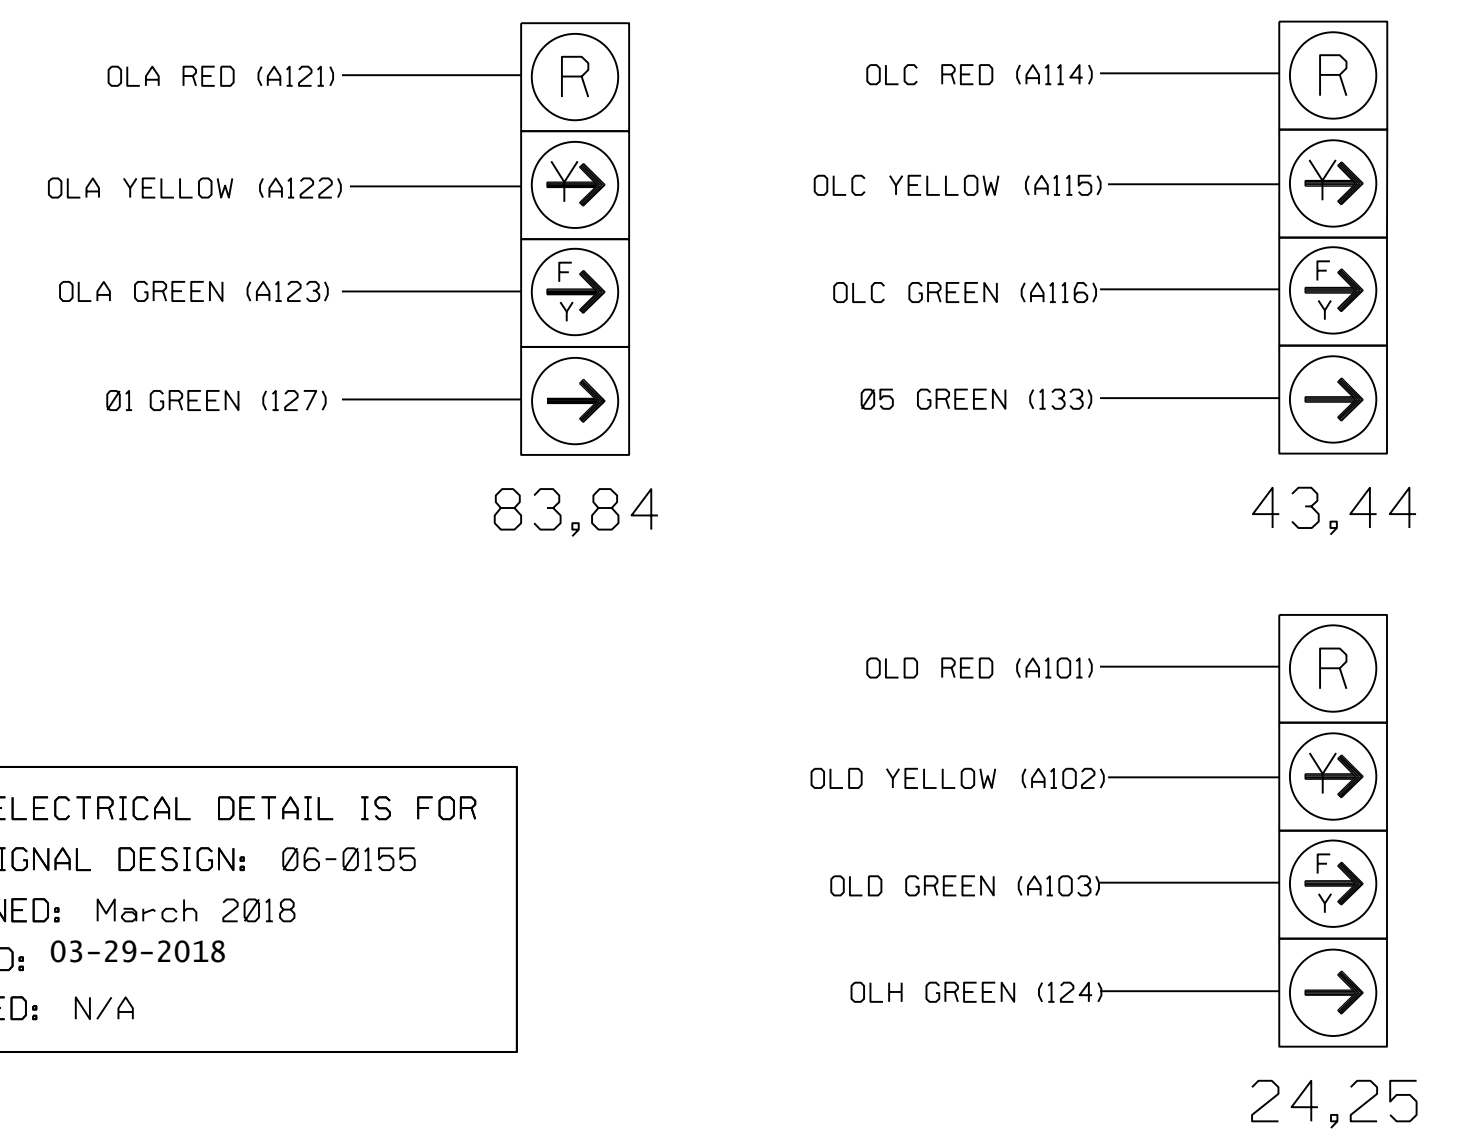 OLA RED (A121)
R
OLA YELLOW (A122)
Y
OLA GREEN (A123)
F
Y
Ø1 GREEN (127)
83,84
OLC RED (A114)
R
OLC YELLOW (A115)
Y
OLC GREEN (A116)
F
Y
Ø5 GREEN (133)
43,44
OLD RED (A101)
R
OLD YELLOW (A102)
Y
OLD GREEN (A103)
F
Y
OLH GREEN (124)
24,25
ELECTRICAL DETAIL IS FOR
IGNAL DESIGN: Ø6-Ø155
NED: March 2Ø18
D: 03-29-2018
ED: N/A